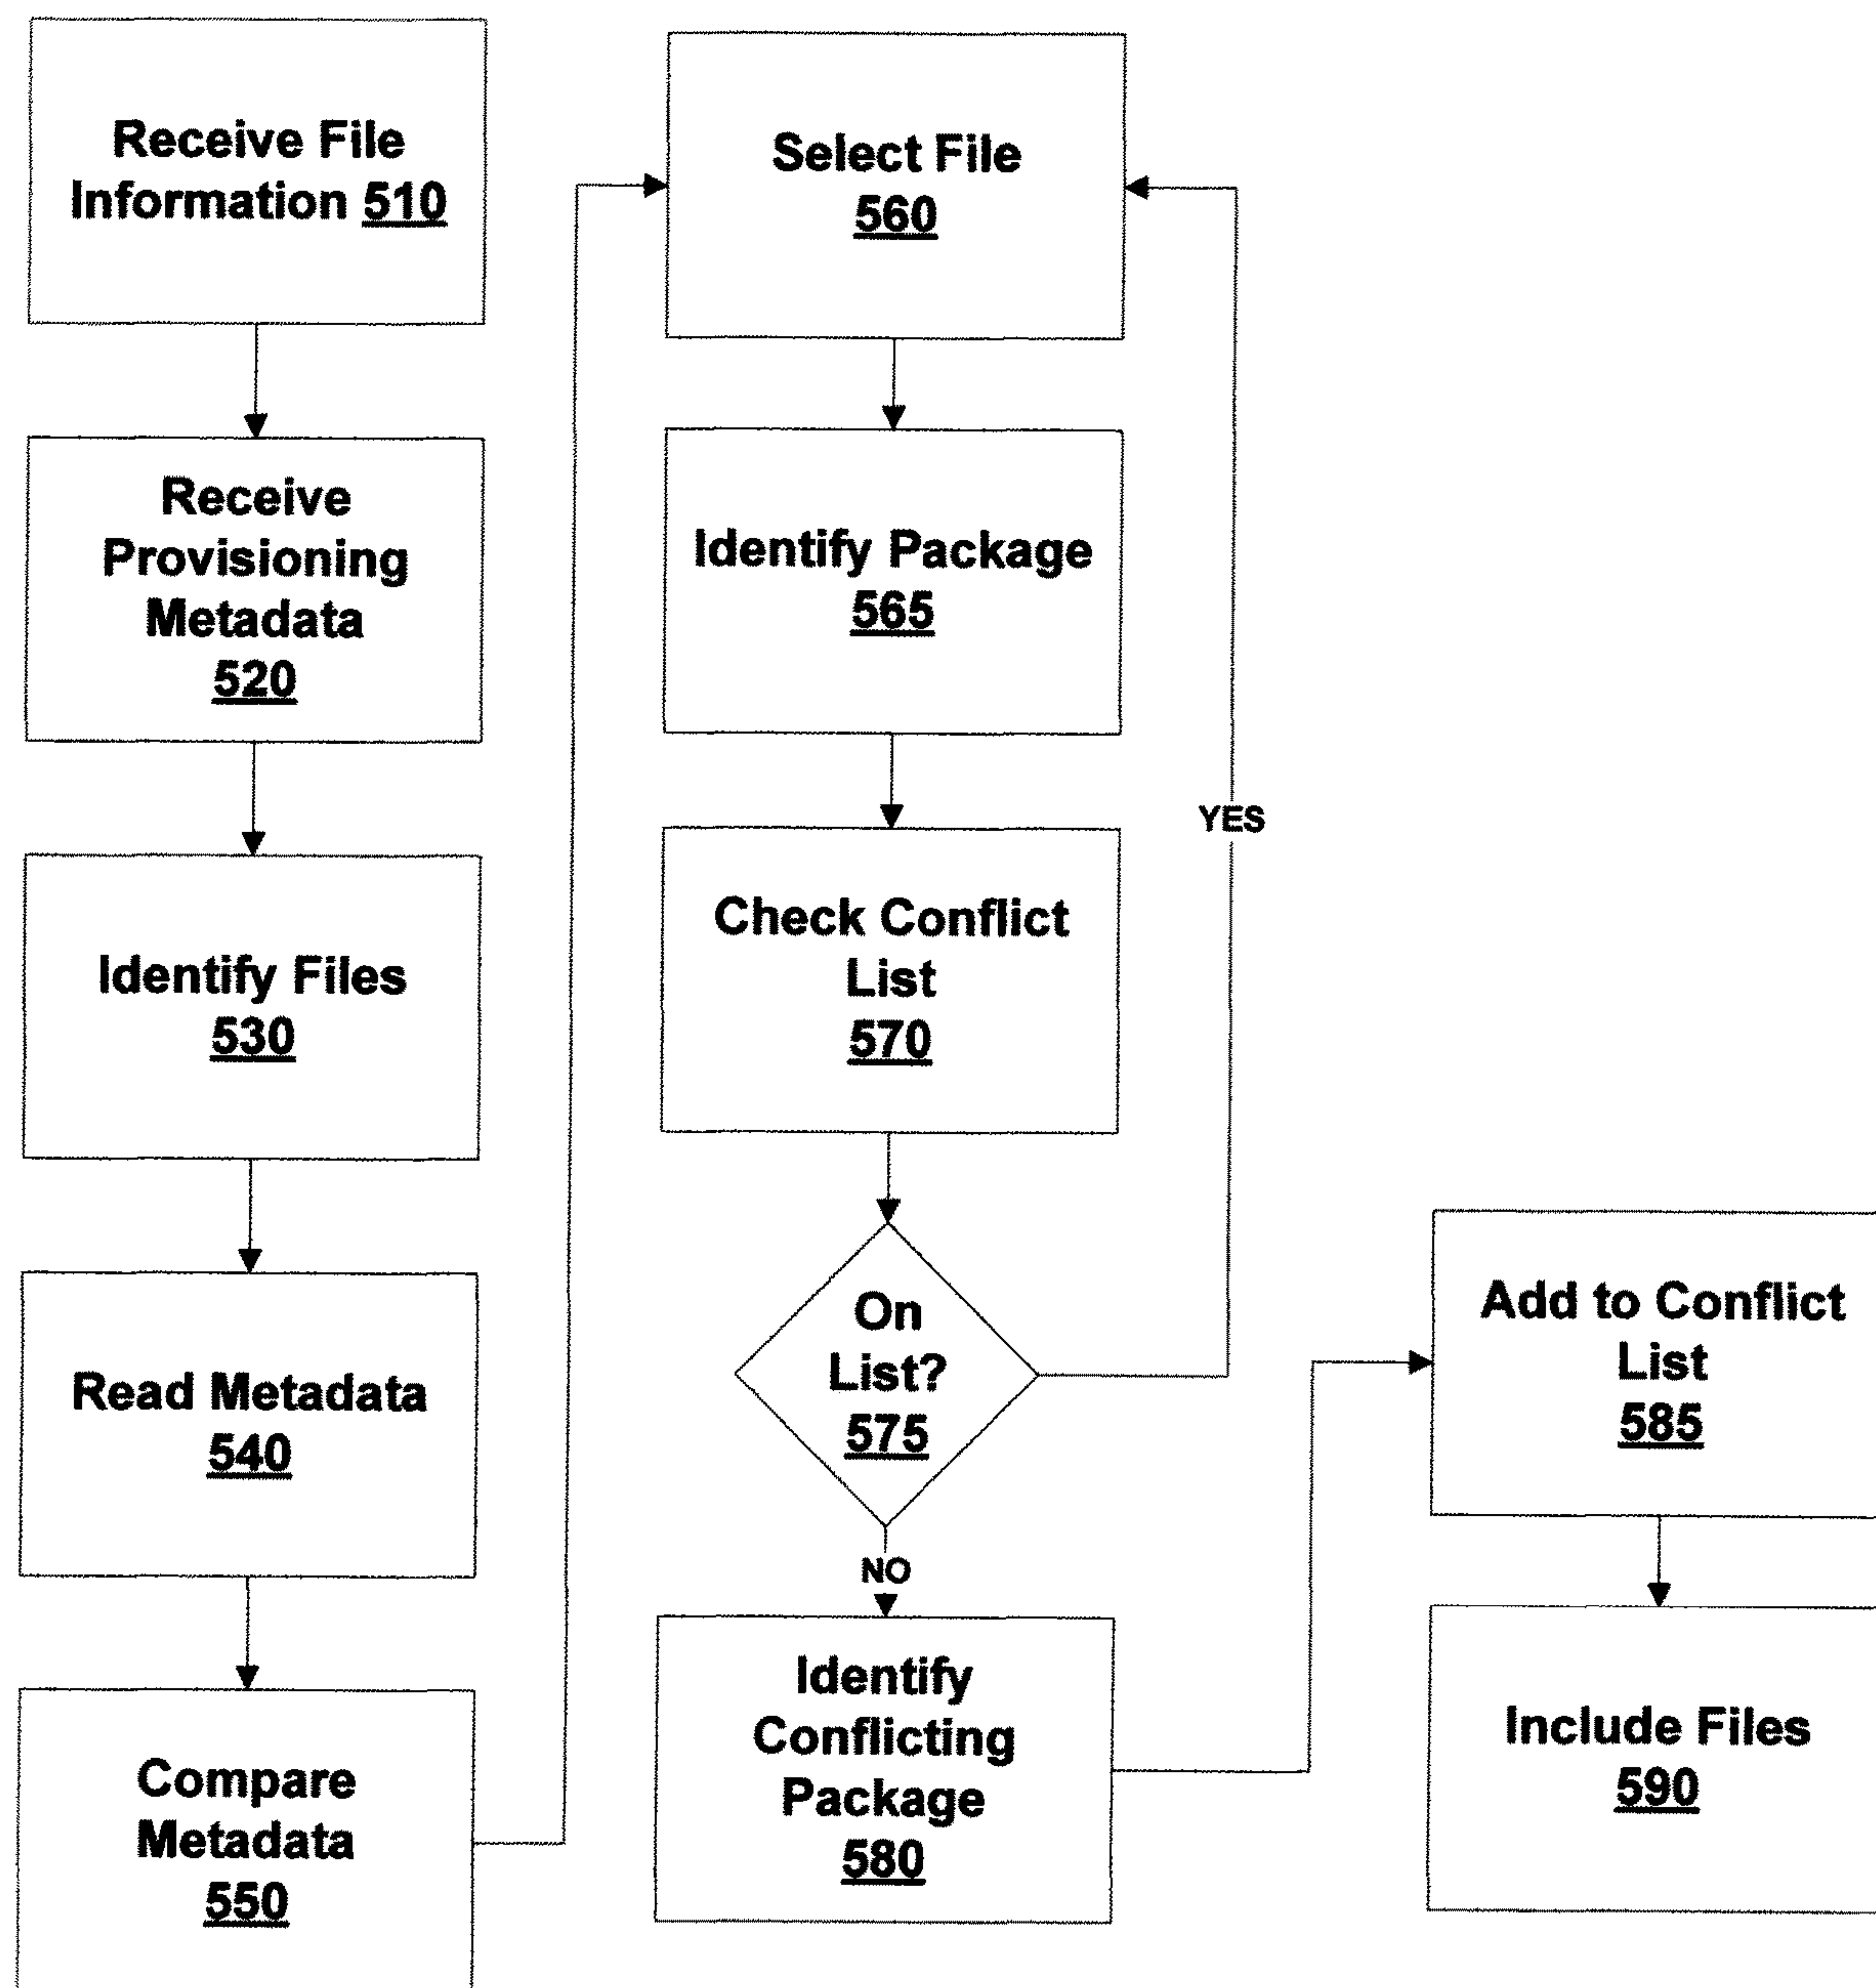 Receive File
Information 510
Receive
Provisioning
Metadata
520
Identify Files
530
Read Metadata
540
Compare
Metadata
550
Select File
560
Identify Package
565
Check Conflict
List
570
On
List?
575
YES
NO
Identify
Conflicting
Package
580
Add to Conflict
List
585
Include Files
590